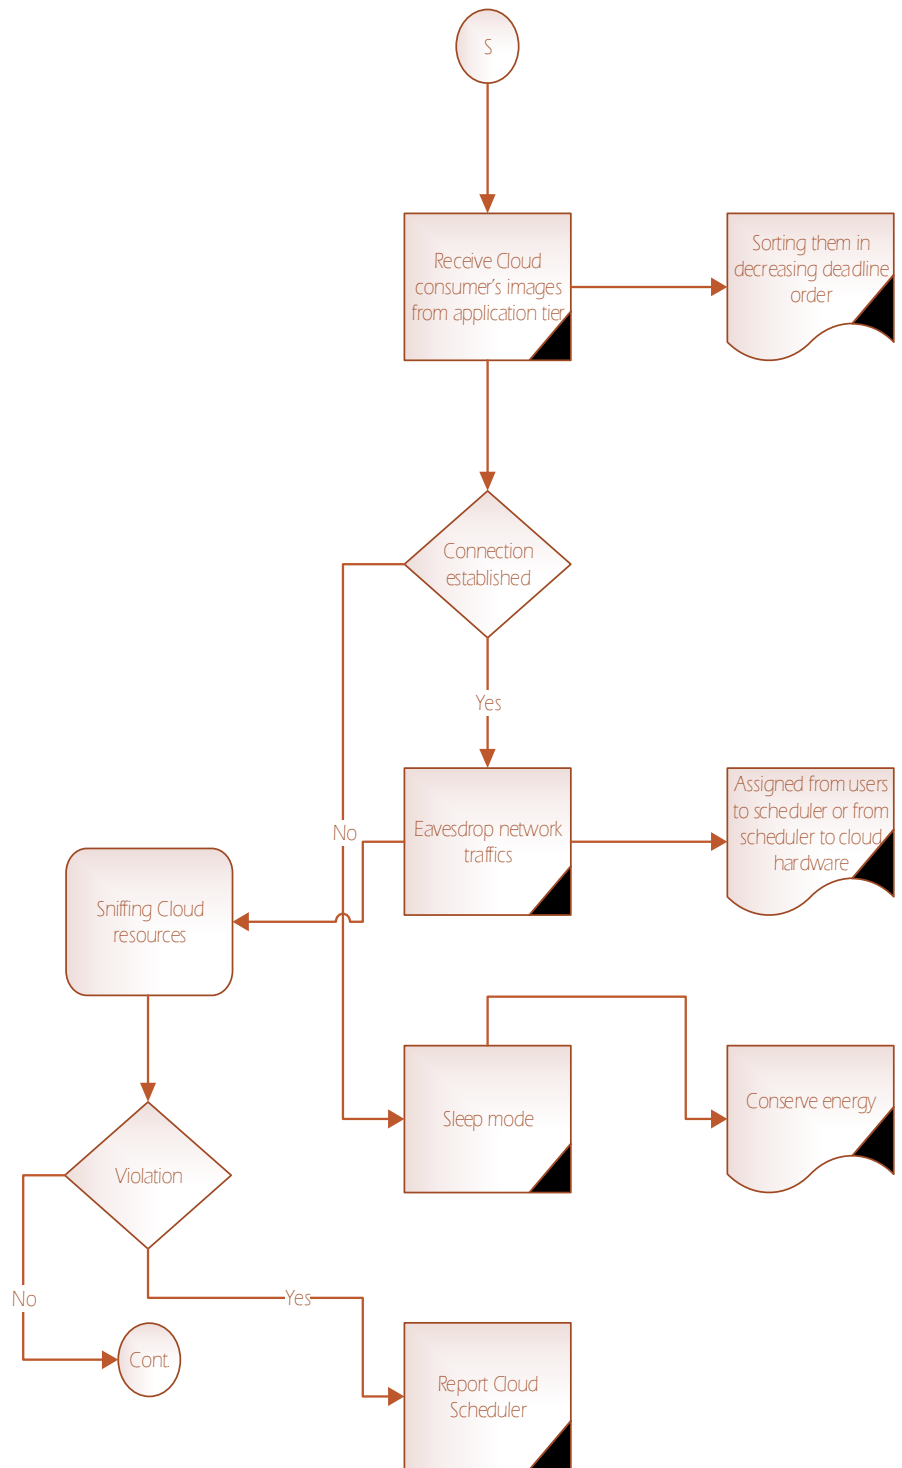 S
Receive Cloud
consumer's images
from application tier
Sorting them in
decreasing deadline
order
Connection
established
Yes
No
Eavesdrop network
traffics
Assigned from users
to scheduler or from
scheduler to cloud
hardware
Sniffing Cloud
resources
Sleep mode
Conserve energy
Violation
No
Yes
Cont.
Report Cloud
Scheduler